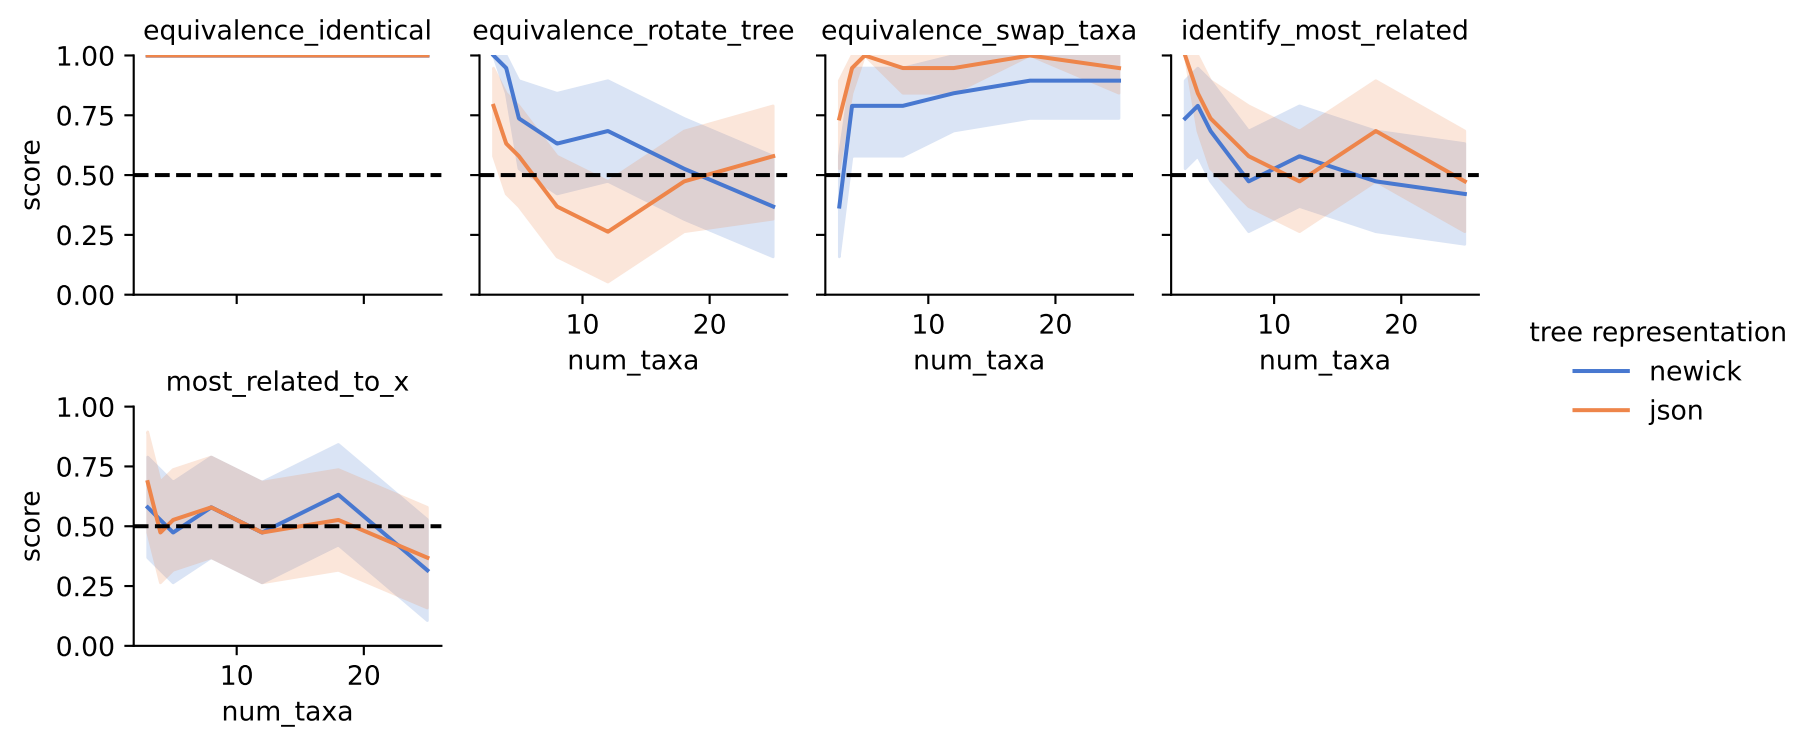 equivalence_identical
equivalence_rotate_tree
equivalence_swap_taxa
identify_most_related
score
1.00
0.75
0.50
0.25
0.00
10
20
num_taxa
10
20
num_taxa
10
20
num_taxa
tree representation
newick
json
most_related_to_x
score
1.00
0.75
0.50
0.25
0.00
10
20
num_taxa